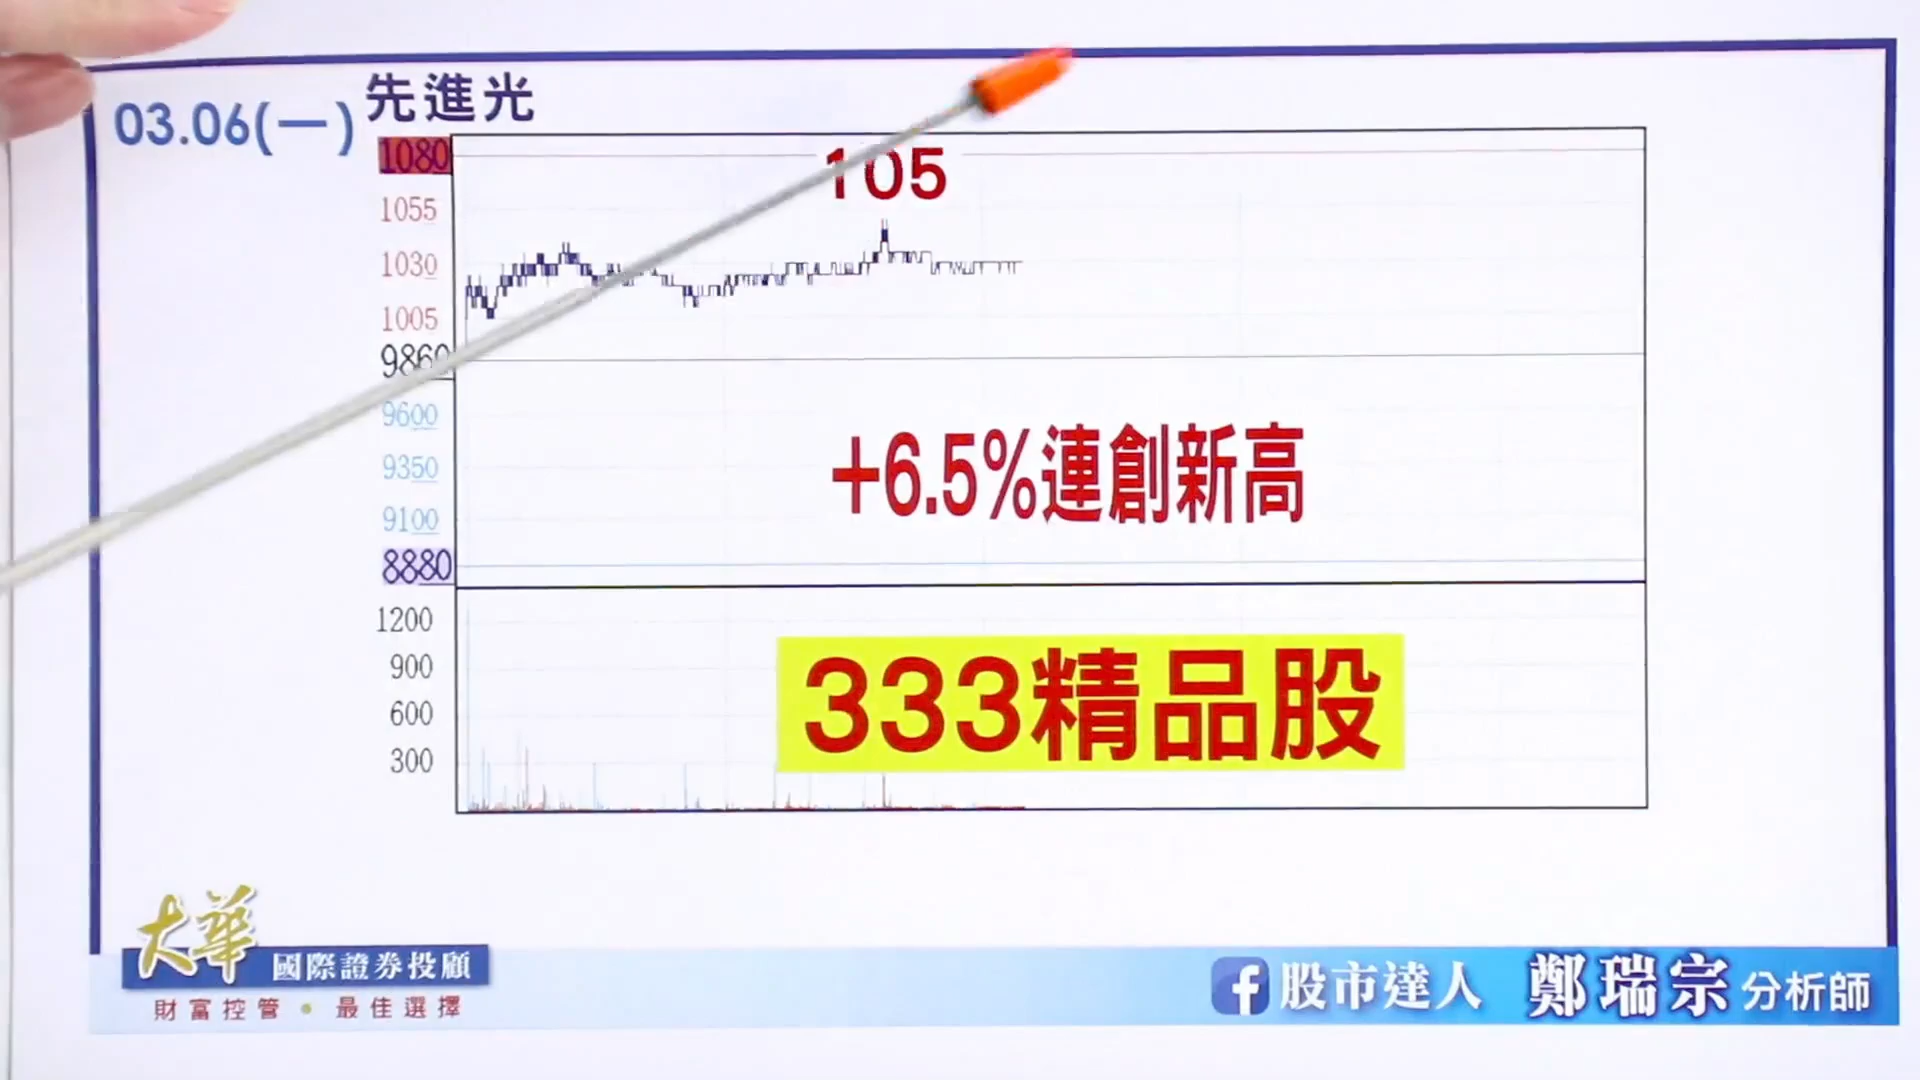 03.06(一)
先進光
1080
1055
1030
1005
9860
9600
9350
9100
8880
1200
900
600
300
105
+6.5%連創新高
333精品股
大華
國際證券投顧
財富控管•最佳選擇
股市達人 鄭瑞宗 分析師